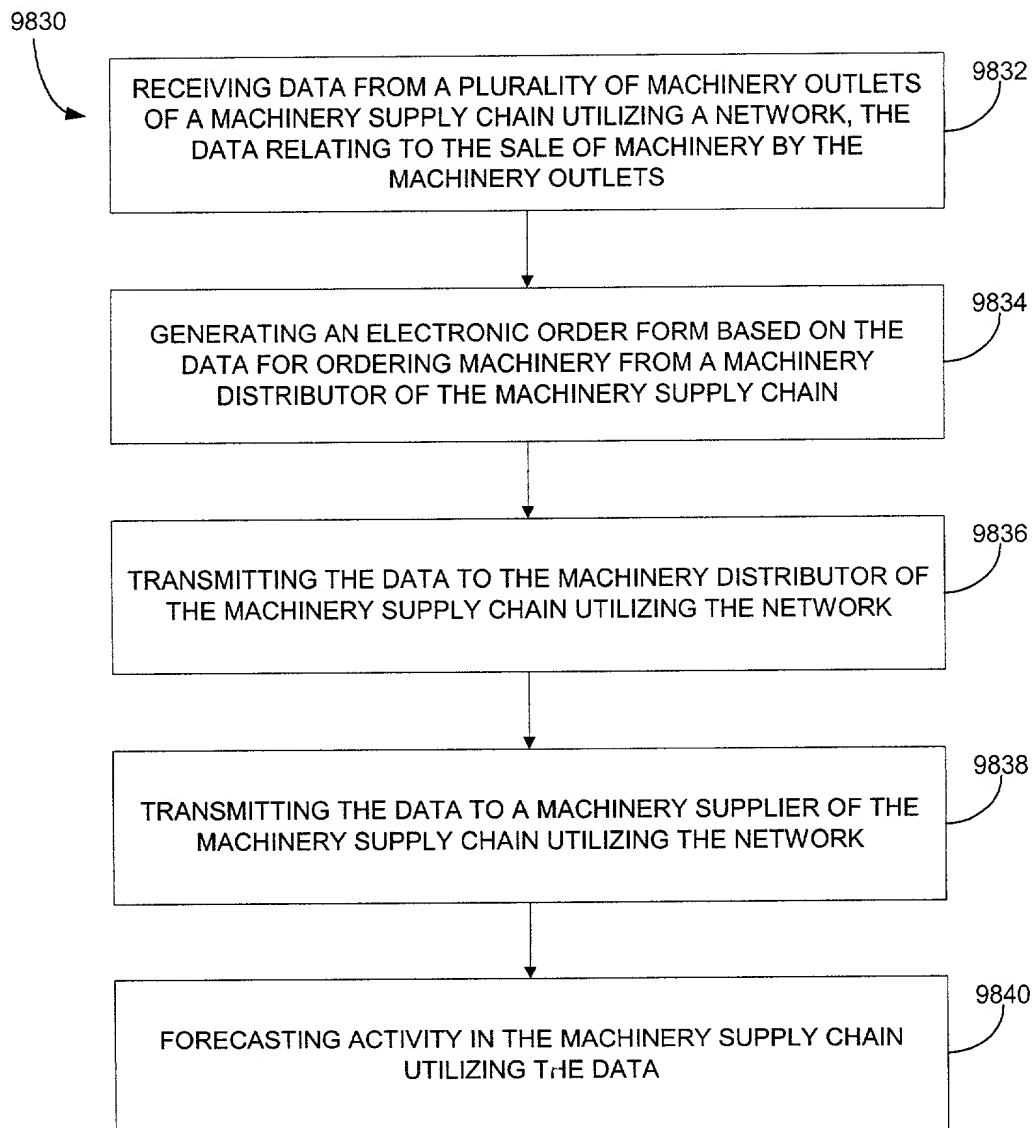 9830
RECEIVING DATA FROM A PLURALITY OF MACHINERY OUTLETS
OF A MACHINERY SUPPLY CHAIN UTILIZING A NETWORK, THE
DATA RELATING TO THE SALE OF MACHINERY BY THE
MACHINERY OUTLETS
9832
GENERATING AN ELECTRONIC ORDER FORM BASED ON THE
DATA FOR ORDERING MACHINERY FROM A MACHINERY
DISTRIBUTOR OF THE MACHINERY SUPPLY CHAIN
9834
TRANSMITTING THE DATA TO THE MACHINERY DISTRIBUTOR OF
THE MACHINERY SUPPLY CHAIN UTILIZING THE NETWORK
9836
TRANSMITTING THE DATA TO A MACHINERY SUPPLIER OF THE
MACHINERY SUPPLY CHAIN UTILIZING THE NETWORK
9838
FORECASTING ACTIVITY IN THE MACHINERY SUPPLY CHAIN
UTILIZING THE DATA
9840